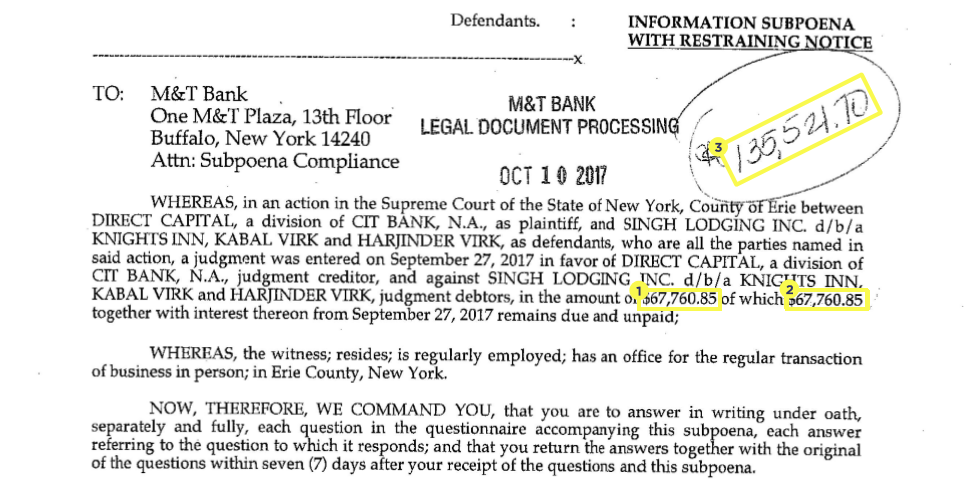 Defendants. : INFORMATION SUBPOENA
WITH RESTRAINING NOTICE
-----------------------------------------------------------------------x
TO: M&T Bank
One M&T Plaza, 13th Floor
Buffalo, New York 14240
Attn: Subpoena Compliance
M&T BANK
LEGAL DOCUMENT PROCESSING
OCT 10 2017
3
135,521.70
WHEREAS, in an action in the Supreme Court of the State of New York, County of Erie between
DIRECT CAPITAL, a division of CIT BANK, N.A., as plaintiff, and SINGH LODGING INC. d/b/a
KNIGHTS INN, KABAL VIRK and HARJINDER VIRK, as defendants, who are all the parties named in
said action, a judgment was entered on September 27, 2017 in favor of DIRECT CAPITAL, a division of
CIT BANK, N.A., judgment creditor, and against SINGH LODGING INC. d/b/a KNIGHTS INN,
1 2
KABAL VIRK and HARJINDER VIRK, judgment debtors, in the amount of $67,760.85 of which $67,760.85
together with interest thereon from September 27, 2017 remains due and unpaid;
WHEREAS, the witness; resides; is regularly employed; has an office for the regular transaction
of business in person; in Erie County, New York.
NOW, THEREFORE, WE COMMAND YOU, that you are to answer in writing under oath,
separately and fully, each question in the questionnaire accompanying this subpoena, each answer
referring to the question to which it responds; and that you return the answers together with the original
of the questions within seven (7) days after your receipt of the questions and this subpoena.